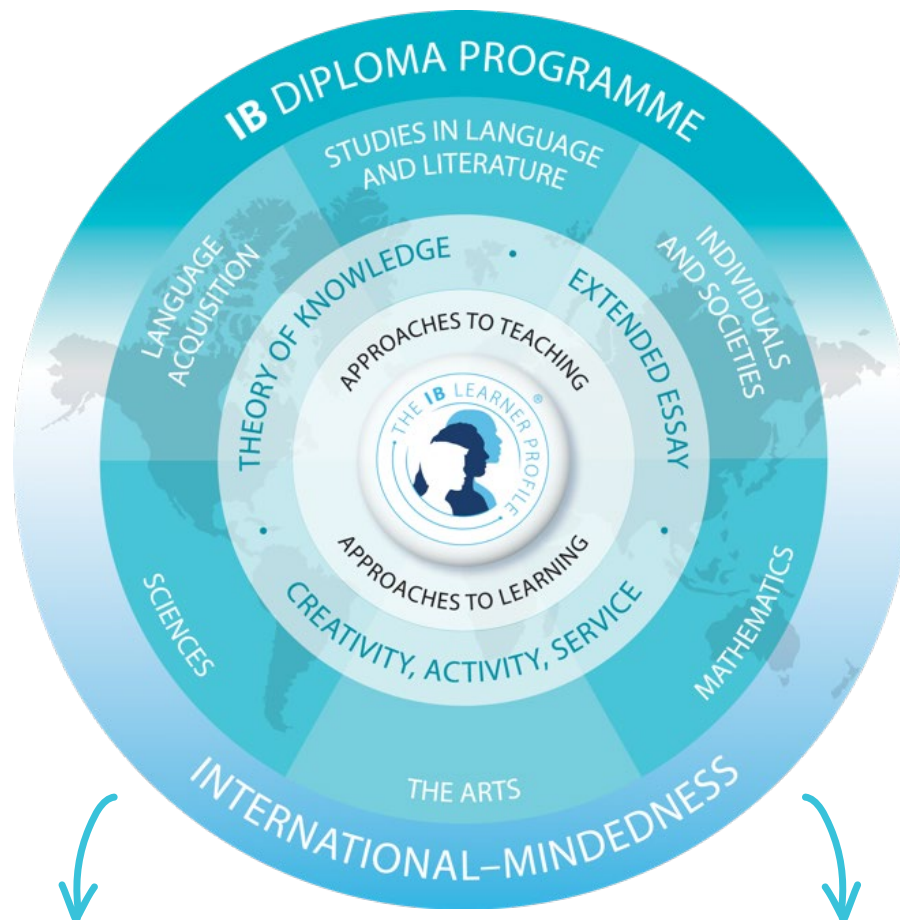 IB DIPLOMA PROGRAMME
STUDIES IN LANGUAGE
AND LITERATURE
LANGUAGE
ACQUISITION
INDIVIDUALS
AND SOCIETIES
THEORY OF KNOWLEDGE
•
EXTENDED ESSAY
APPROACHES TO TEACHING
• THE IB LEARNER PROFILE •
®
APPROACHES TO LEARNING
•
CREATIVITY, ACTIVITY, SERVICE
•
SCIENCES
MATHEMATICS
THE ARTS
INTERNATIONAL–MINDEDNESS